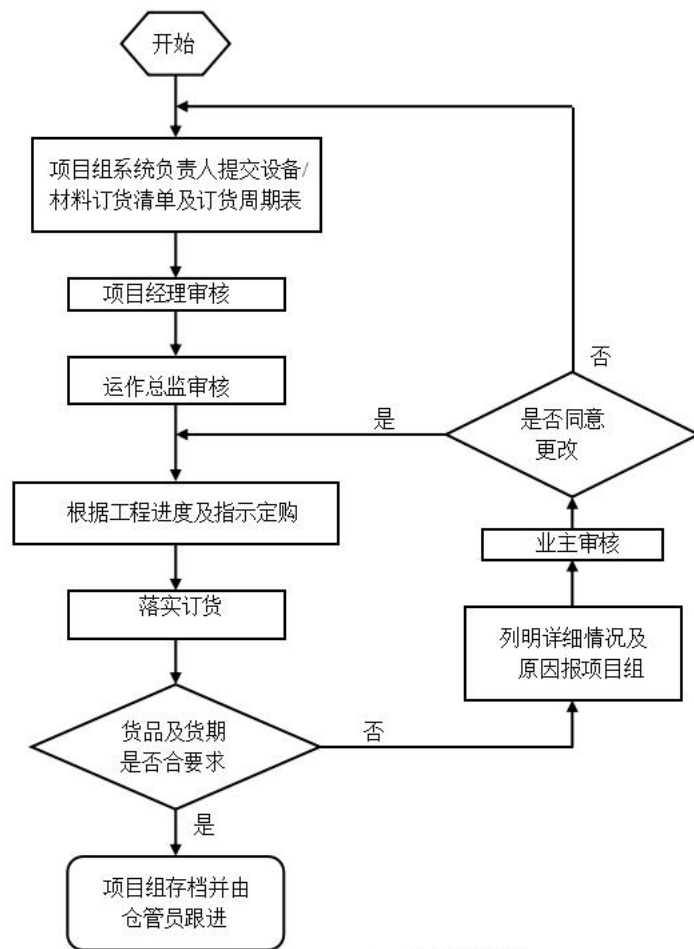 开始
项目组系统负责人提交设备/
材料订货清单及订货周期表
项目经理审核
运作总监审核
否
是
是否同意
更改
根据工程进度及指示定购
业主审核
落实订货
列明详细情况及
原因报项目组
货品及货期
是否合要求
否
是
项目组存档并由
仓管员跟进